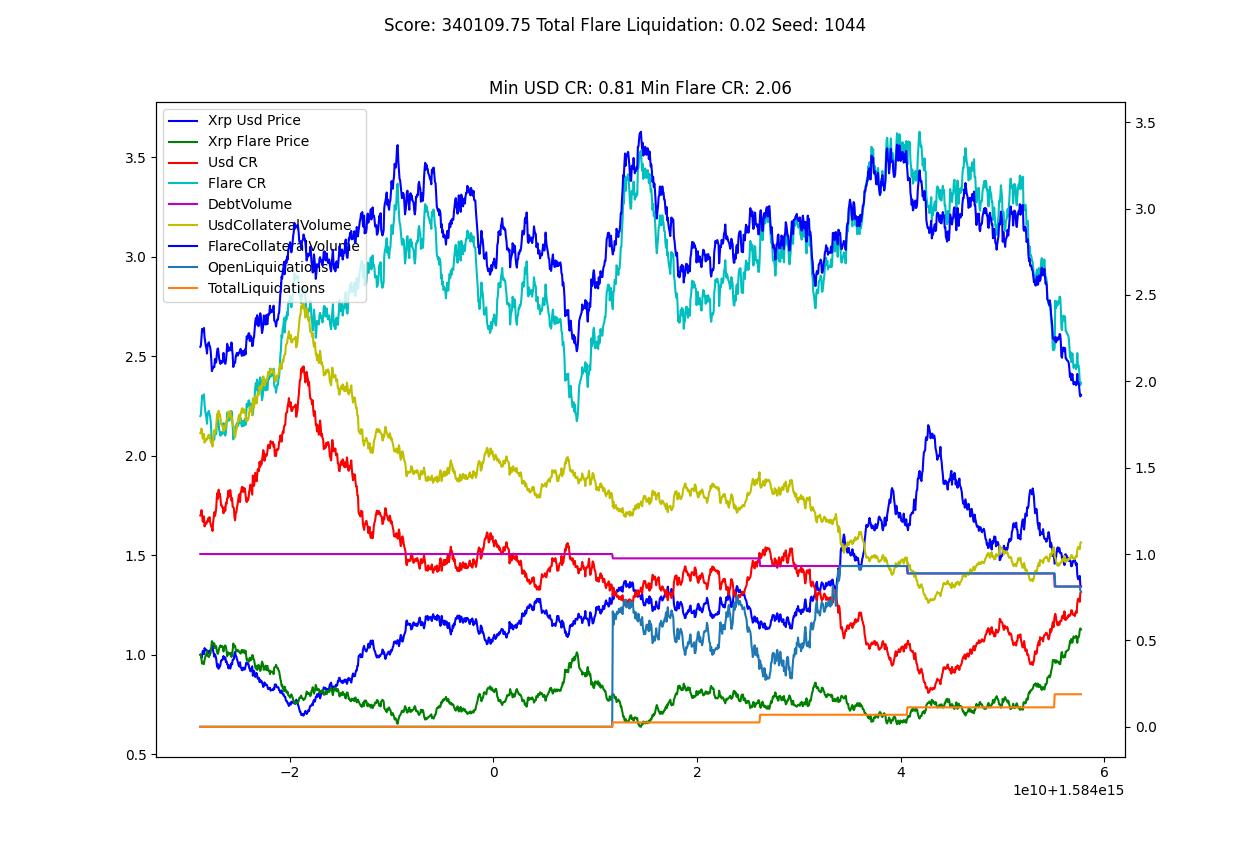 Score: 340109.75 Total Flare Liquidation: 0.02 Seed: 1044
Min USD CR: 0.81 Min Flare CR: 2.06
Xrp Usd Price
Xrp Flare Price
Usd CR
Flare CR
DebtVolume
UsdCollateralVolume
FlareCollateralVolume
OpenLiquidations
TotalLiquidations
3.5
3.0
2.5
2.0
1.5
1.0
0.5
3.5
3.0
2.5
2.0
1.5
1.0
0.5
0.0
−2
0
2
4
6
1e10+1.584e15